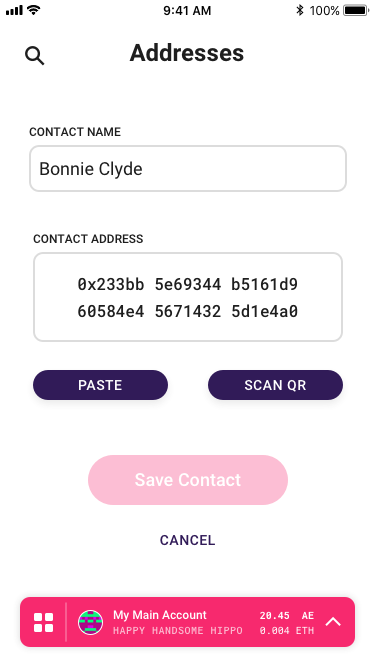 9:41 AM
100%
Addresses
CONTACT NAME
Bonnie Clyde
CONTACT ADDRESS
0x233bb 5e69344 b5161d9
60584e4 5671432 5d1e4a0
PASTE
SCAN QR
Save Contact
CANCEL
My Main Account
20.45 AE
HAPPY HANDSOME HIPPO
0.004 ETH